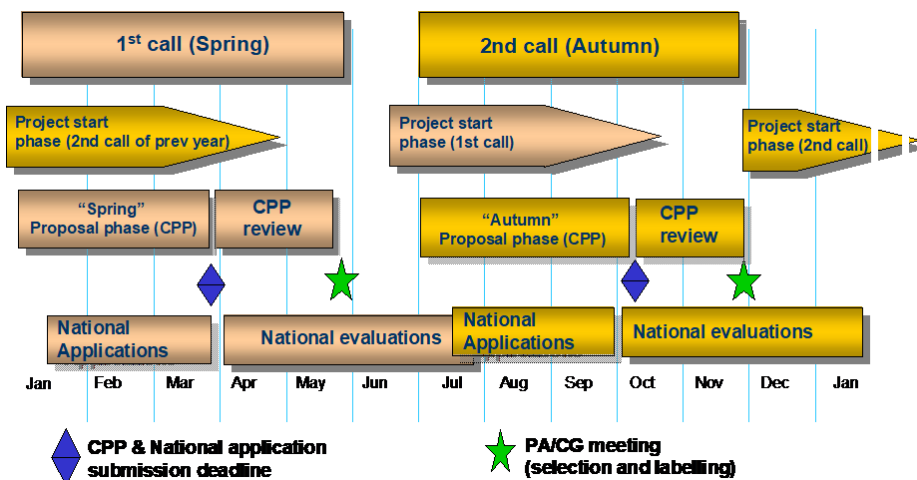 1st call (Spring)
2nd call (Autumn)
Project start
phase (2nd call of prev year)
Project start
phase (1st call)
Project start
phase (2nd call)
“Spring”
Proposal phase (CPP)
CPP
review
“Autumn”
Proposal phase (CPP)
CPP
review
National
Applications
National evaluations
National
Applications
National evaluations
Jan Feb Mar Apr May Jun Jul Aug Sep Oct Nov Dec Jan
CPP & National application
submission deadline
PA/CG meeting
(selection and labelling)